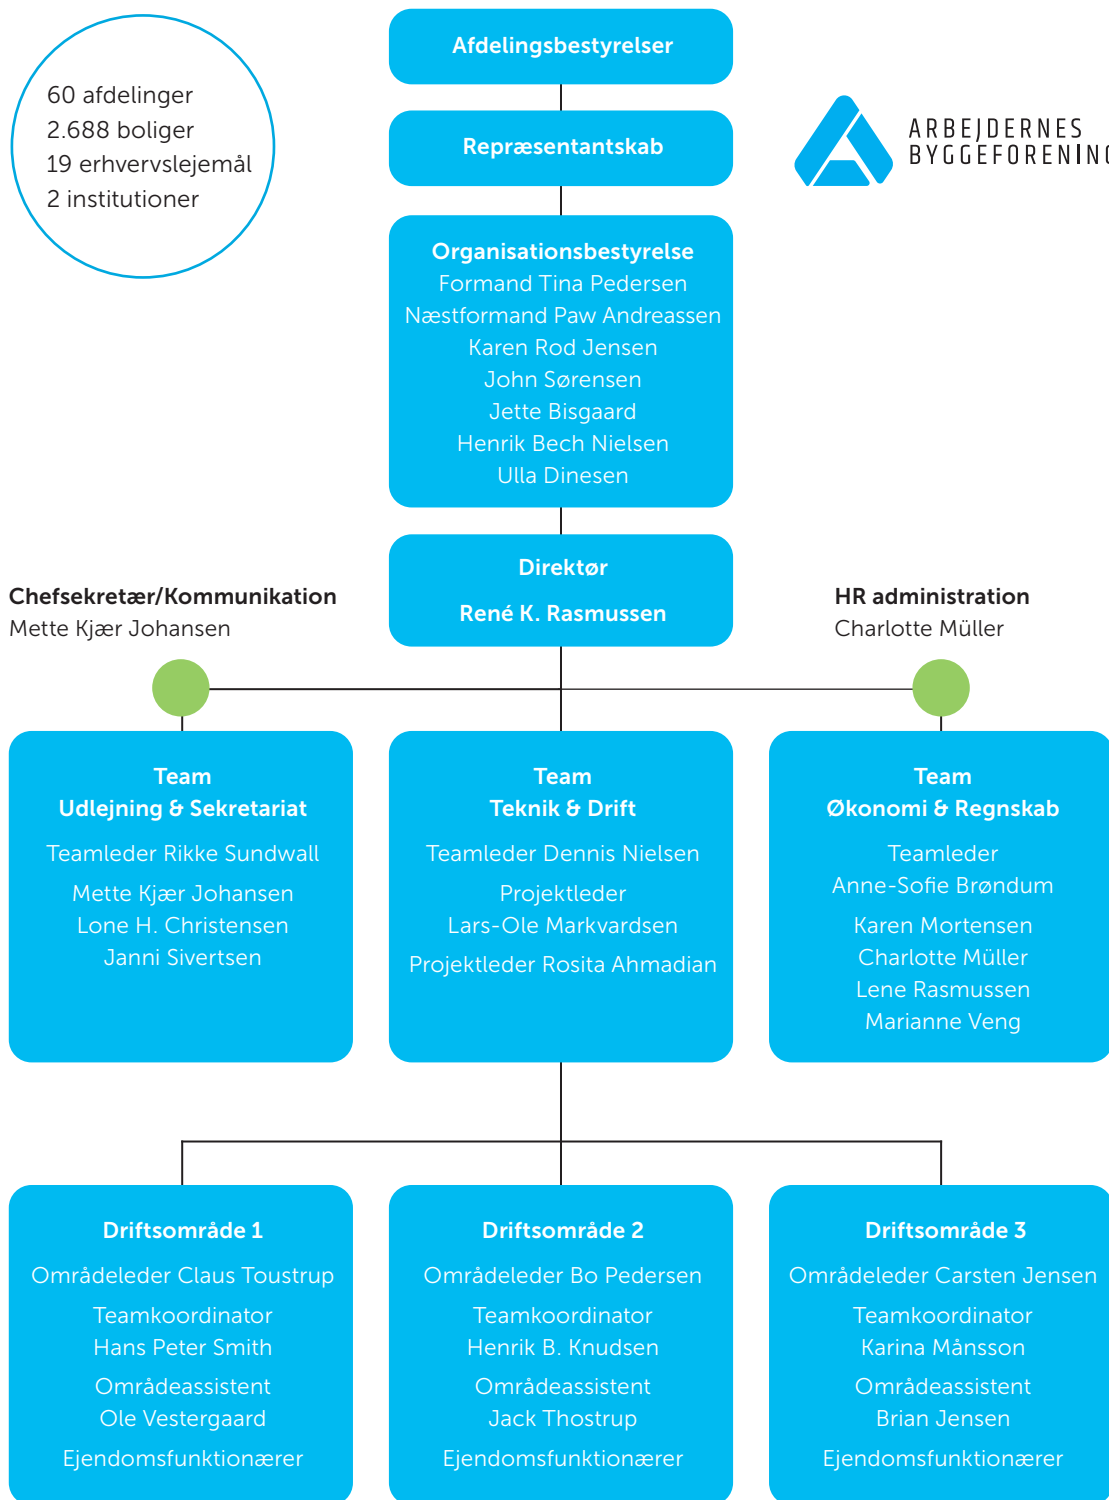 60 afdelinger
2.688 boliger
19 erhvervslejemål
2 institutioner
Afdelingsbestyrelser
Repræsentantskab
ARBEJDERNES
BYGGEFORENING
Organisationsbestyrelse
Formand Tina Pedersen
Næstformand Paw Andreassen
Karen Rod Jensen
John Sørensen
Jette Bisgaard
Henrik Bech Nielsen
Ulla Dinesen
Direktør
René K. Rasmussen
Chefsekretær/Kommunikation
Mette Kjær Johansen
HR administration
Charlotte Müller
Team
Udlejning & Sekretariat
Teamleder Rikke Sundwall
Mette Kjær Johansen
Lone H. Christensen
Janni Sivertsen
Team
Teknik & Drift
Teamleder Dennis Nielsen
Projektleder
Lars-Ole Markvardsen
Projektleder Rosita Ahmadian
Team
Økonomi & Regnskab
Teamleder
Anne-Sofie Brøndum
Karen Mortensen
Charlotte Müller
Lene Rasmussen
Marianne Veng
Driftsområde 1
Områdeleder Claus Toustrup
Teamkoordinator
Hans Peter Smith
Områdeassistent
Ole Vestergaard
Ejendomsfunktionærer
Driftsområde 2
Områdeleder Bo Pedersen
Teamkoordinator
Henrik B. Knudsen
Områdeassistent
Jack Thostrup
Ejendomsfunktionærer
Driftsområde 3
Områdeleder Carsten Jensen
Teamkoordinator
Karina Månsson
Områdeassistent
Brian Jensen
Ejendomsfunktionærer